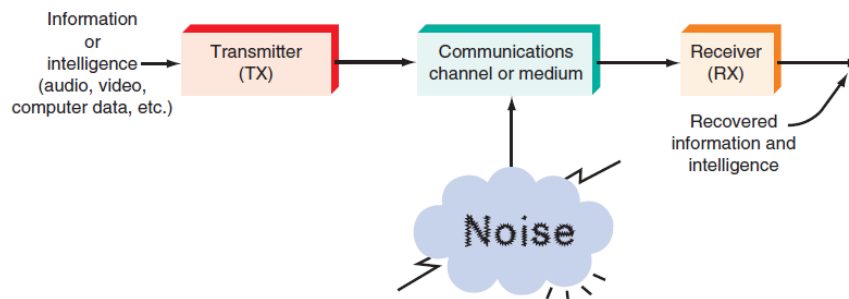 Information
or
intelligence
(audio, video,
computer data, etc.)
Transmitter
(TX)
Communications
channel or medium
Receiver
(RX)
Recovered
information and
intelligence
Noise